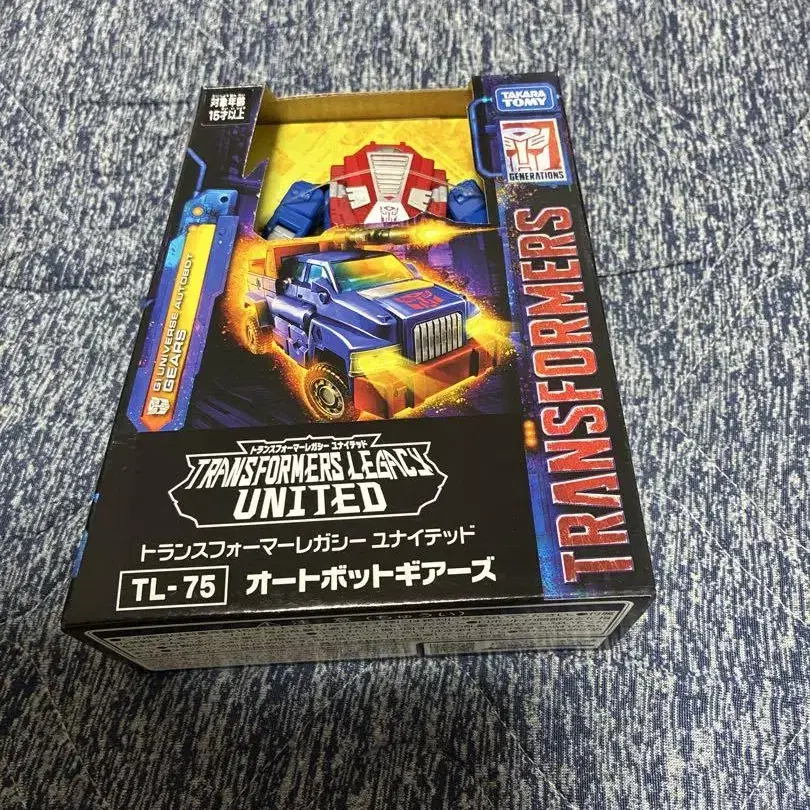 対象年齢
15才以上
TAKARA
TOMY
GENERATIONS
TRANSFORMERS
G1 UNIVERSE AUTOBOT
GEARS
トランスフォーマーレガシー ユナイテッド
TRANSFORMERS LEGACY
UNITED
トランスフォーマーレガシー ユナイテッド
TL-75 オートボットギアーズ